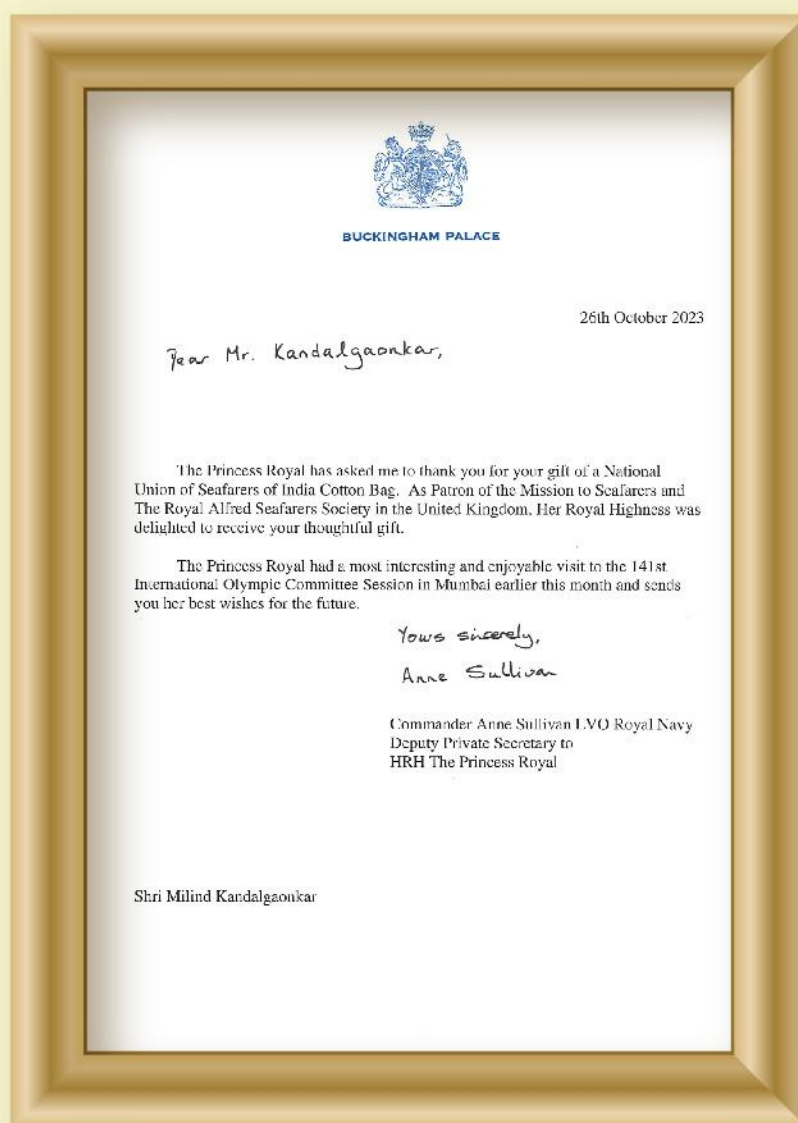 BUCKINGHAM PALACE
26th October 2023
Dear Mr. Kandalgaonkar,
The Princess Royal has asked me to thank you for your gift of a National
Union of Seafarers of India Cotton Bag. As Patron of the Mission to Seafarers and
The Royal Alfred Seafarers Society in the United Kingdom, Her Royal Highness was
delighted to receive your thoughtful gift.
The Princess Royal had a most interesting and enjoyable visit to the 141st
International Olympic Committee Session in Mumbai earlier this month and sends
you her best wishes for the future.
Yours sincerely,
Anne Sullivan
Commander Anne Sullivan LVO Royal Navy
Deputy Private Secretary to
HRH The Princess Royal
Shri Milind Kandalgaonkar